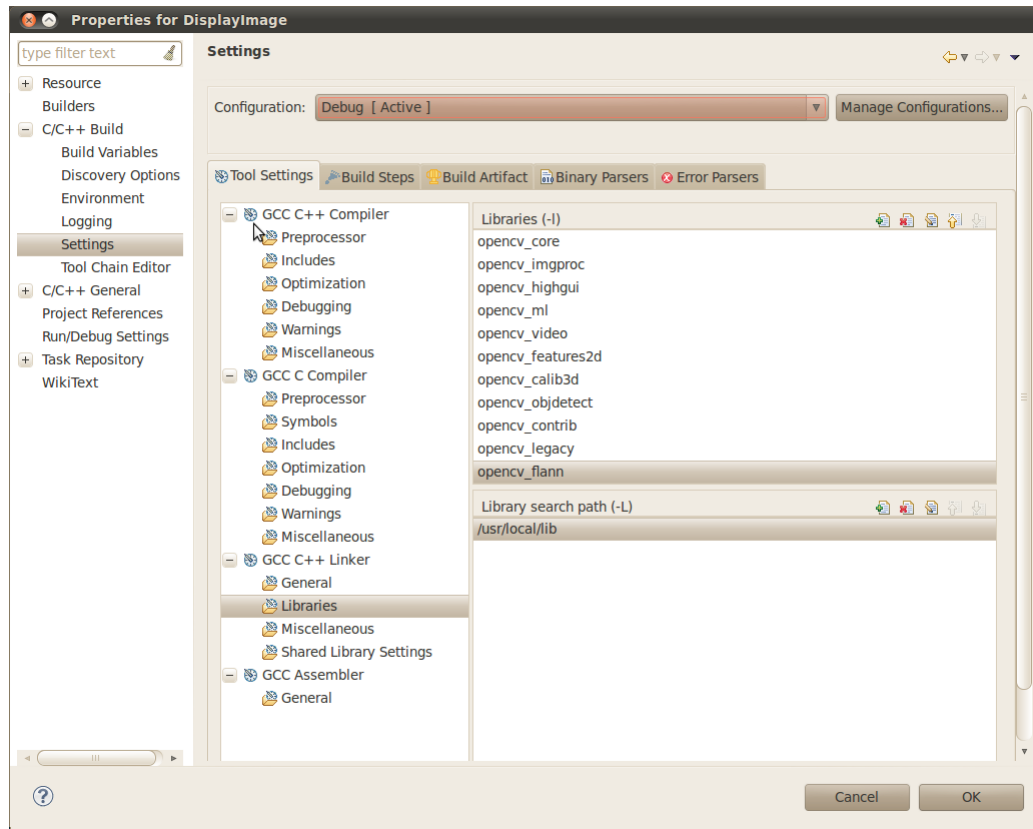 Properties for DisplayImage
type filter text
Resource
Builders
C/C++ Build
Build Variables
Discovery Options
Environment
Logging
Settings
Tool Chain Editor
C/C++ General
Project References
Run/Debug Settings
Task Repository
WikiText
Settings
Configuration: Debug [ Active ] Manage Configurations...
Tool Settings Build Steps Build Artifact Binary Parsers Error Parsers
GCC C++ Compiler
Preprocessor
Includes
Optimization
Debugging
Warnings
Miscellaneous
GCC C Compiler
Preprocessor
Symbols
Includes
Optimization
Debugging
Warnings
Miscellaneous
GCC C++ Linker
General
Libraries
Miscellaneous
Shared Library Settings
GCC Assembler
General
Libraries (-l)
opencv_core
opencv_imgproc
opencv_highgui
opencv_ml
opencv_video
opencv_features2d
opencv_calib3d
opencv_objdetect
opencv_contrib
opencv_legacy
opencv_flann
Library search path (-L)
/usr/local/lib
Cancel OK